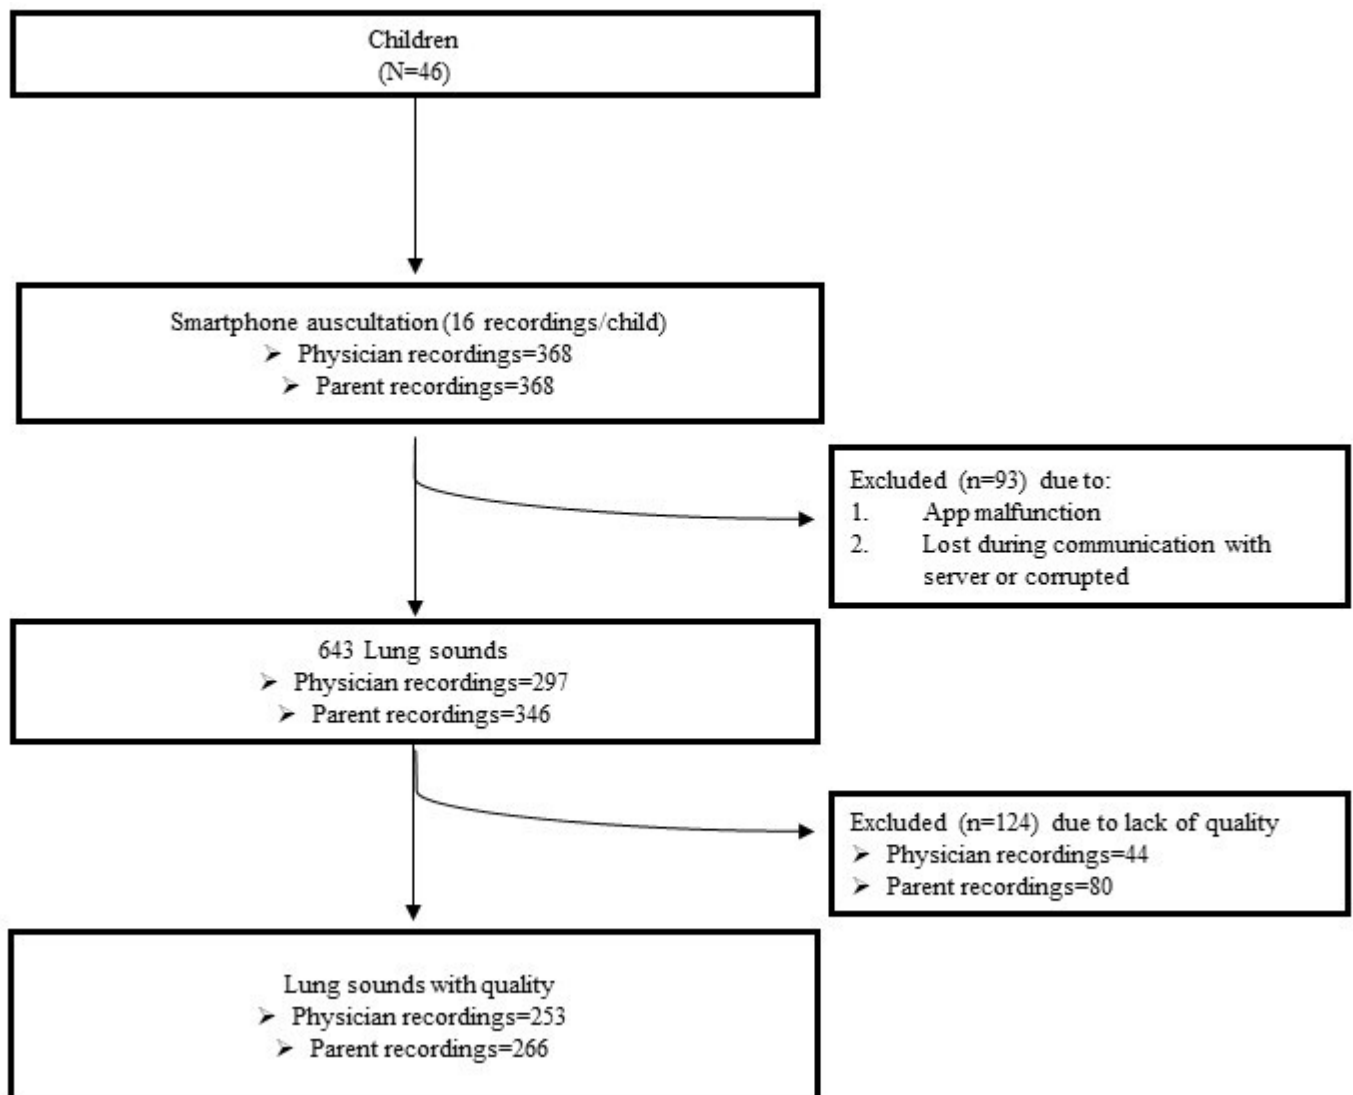 Children
(N=46)
Smartphone auscultation (16 recordings/child)
➢ Physician recordings=368
➢ Parent recordings=368
Excluded (n=93) due to:
1. App malfunction
2. Lost during communication with
server or corrupted
643 Lung sounds
➢ Physician recordings=297
➢ Parent recordings=346
Excluded (n=124) due to lack of quality
➢ Physician recordings=44
➢ Parent recordings=80
Lung sounds with quality
➢ Physician recordings=253
➢ Parent recordings=266